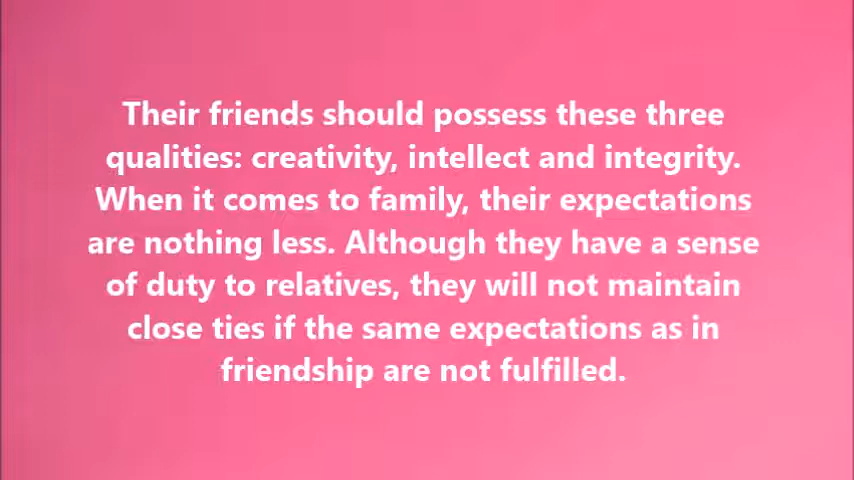 Their friends should possess these three
qualities: creativity, intellect and integrity.
When it comes to family, their expectations
are nothing less. Although they have a sense
of duty to relatives, they will not maintain
close ties if the same expectations as in
friendship are not fulfilled.